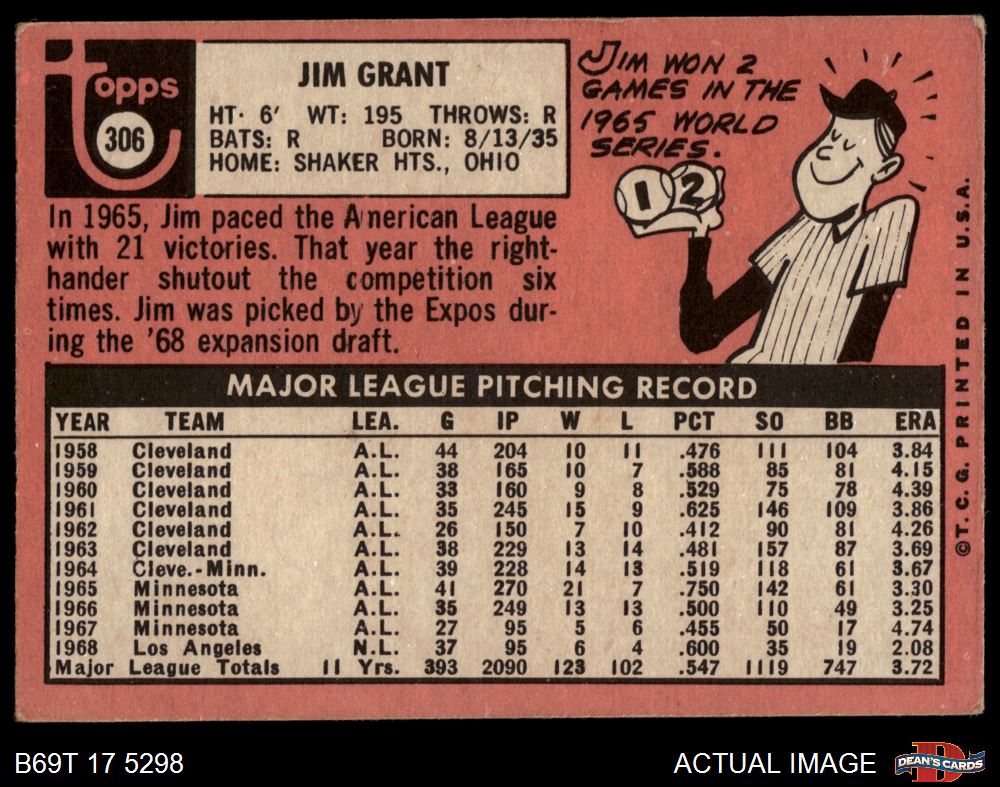 Topps
306
JIM GRANT
HT· 6' WT: 195 THROWS: R
BATS: R BORN: 8/13/35
HOME: SHAKER HTS., OHIO
JIM WON 2
GAMES IN THE
1965 WORLD
SERIES.
1 2
In 1965, Jim paced the American League
with 21 victories. That year the right-
hander shutout the competition six
times. Jim was picked by the Expos dur-
ing the '68 expansion draft.
MAJOR LEAGUE PITCHING RECORD
YEAR TEAM LEA. G IP W L PCT SO BB ERA
1958 Cleveland A.L. 44 204 10 11 .476 111 104 3.84
1959 Cleveland A.L. 38 165 10 7 .588 85 81 4.15
1960 Cleveland A.L. 33 160 9 8 .529 75 78 4.39
1961 Cleveland A.L. 35 245 15 9 .625 146 109 3.86
1962 Cleveland A.L. 26 150 7 10 .412 90 81 4.26
1963 Cleveland A.L. 38 229 13 14 .481 157 87 3.69
1964 Cleve.-Minn. A.L. 39 228 14 13 .519 118 61 3.67
1965 Minnesota A.L. 41 270 21 7 .750 142 61 3.30
1966 Minnesota A.L. 35 249 13 13 .500 110 49 3.25
1967 Minnesota A.L. 27 95 5 6 .455 50 17 4.74
1968 Los Angeles N.L. 37 95 6 4 .600 35 19 2.08
Major League Totals 11 Yrs. 393 2090 123 102 .547 1119 747 3.72
©T. C. G. PRINTED IN U.S.A.
B69T 17 5298
ACTUAL IMAGE
DEAN'S CARDS